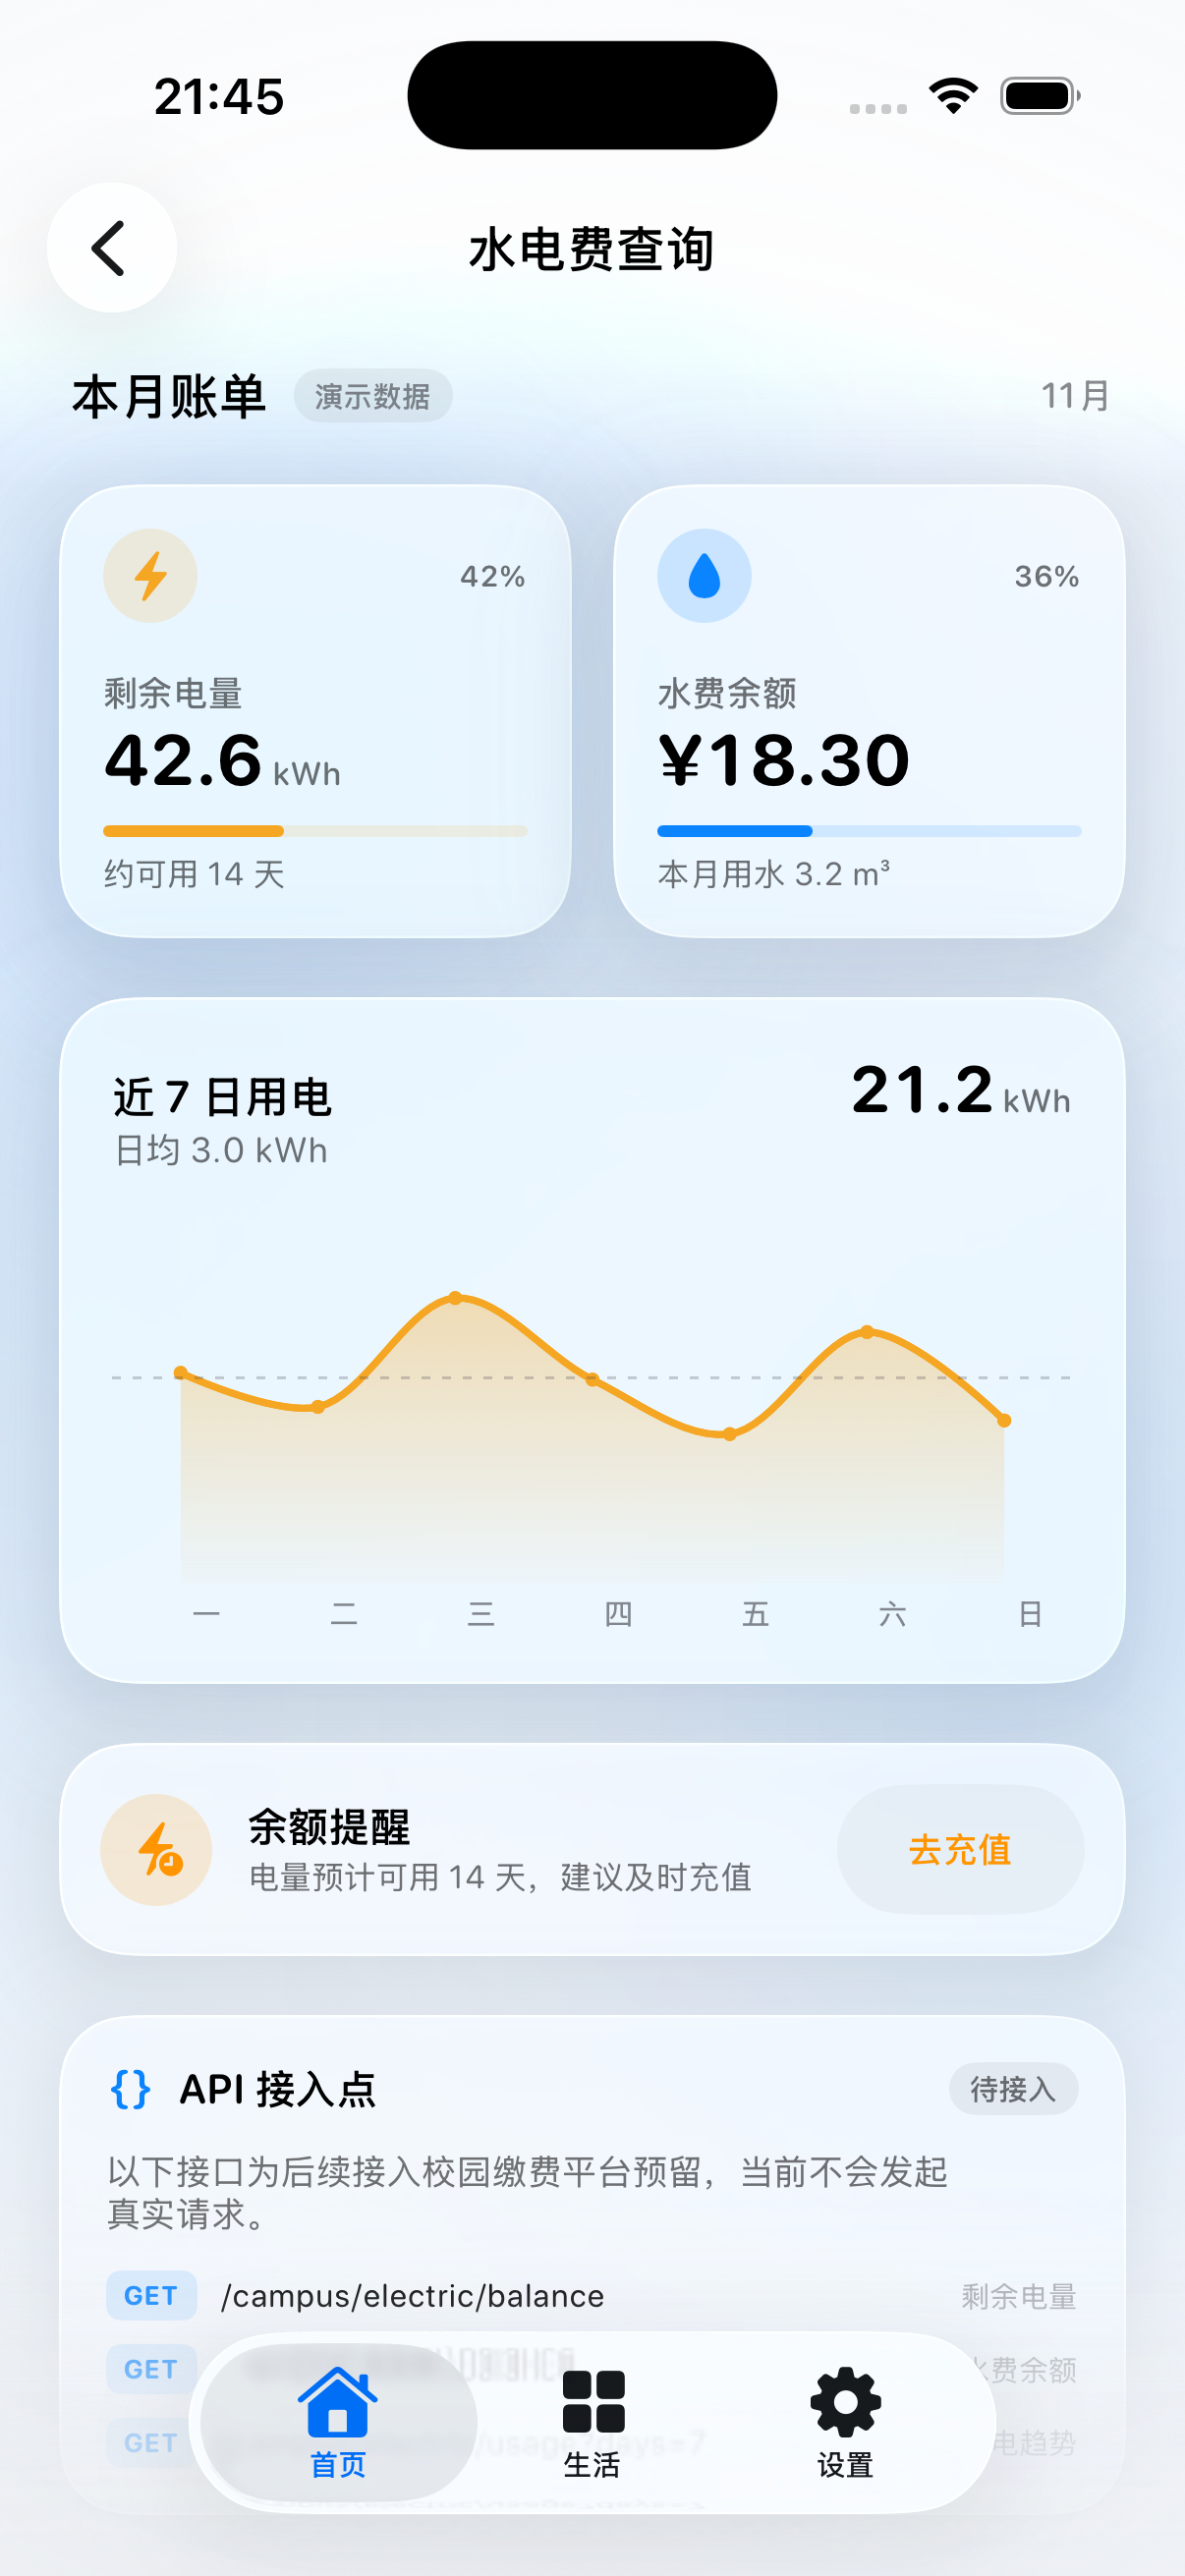 21:45
水电费查询
本月账单 演示数据 11月
42%
剩余电量
42.6 kWh
约可用 14 天
36%
水费余额
¥18.30
本月用水 3.2 m³
近 7 日用电
日均 3.0 kWh
21.2 kWh
一 二 三 四 五 六 日
余额提醒
电量预计可用 14 天，建议及时充值
去充值
{} API 接入点 待接入
以下接口为后续接入校园缴费平台预留，当前不会发起
真实请求。
GET /campus/electric/balance 剩余电量
GET 费余额
GET /usage?days=7 电趋势
首页 生活 设置